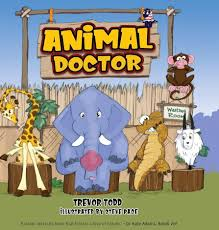 ANIMAL
DOCTOR
Waiting
Room
TREVOR TODD
ILLUSTRATED BY STEVE PAGE